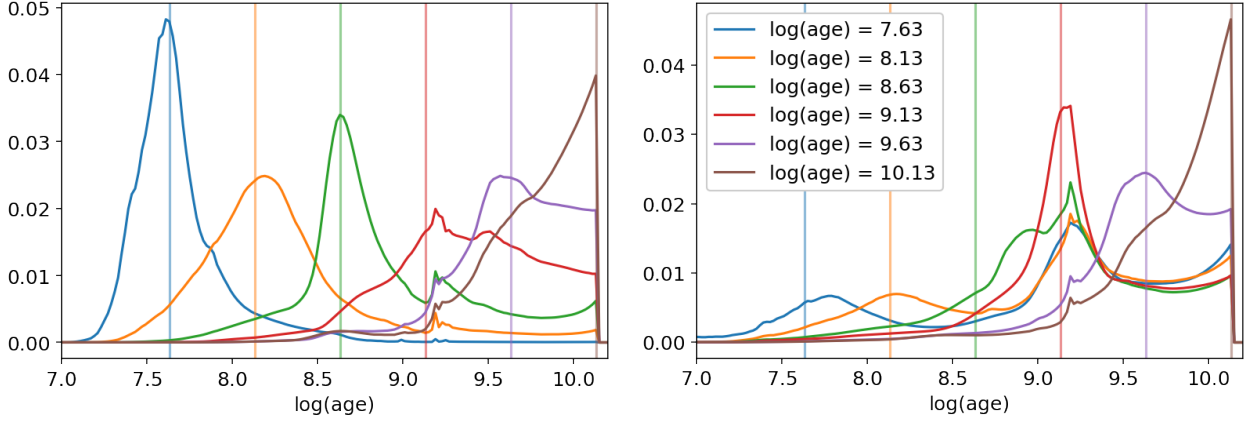 0.05
0.04
0.03
0.02
0.01
0.00
7.0 7.5 8.0 8.5 9.0 9.5 10.0
log(age)
0.04
0.03
0.02
0.01
0.00
log(age) = 7.63
log(age) = 8.13
log(age) = 8.63
log(age) = 9.13
log(age) = 9.63
log(age) = 10.13
7.0 7.5 8.0 8.5 9.0 9.5 10.0
log(age)